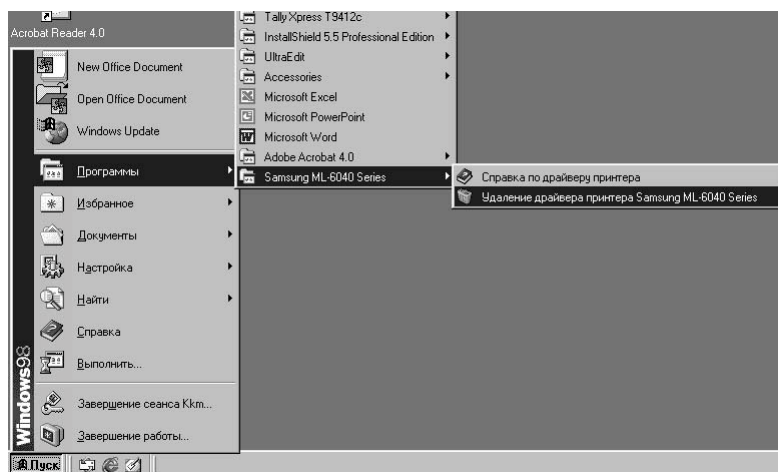 Acrobat Reader 4.0
New Office Document
Open Office Document
Windows Update
Программы
Избранное
Документы
Настройка
Найти
Справка
Выполнить...
Завершение сеанса Kkm...
Завершение работы...
Windows98
Пуск
Tally Xpress T9412c
InstallShield 5.5 Professional Edition
UltraEdit
Accessories
Microsoft Excel
Microsoft PowerPoint
Microsoft Word
Adobe Acrobat 4.0
Samsung ML-6040 Series
Справка по драйверу принтера
Удаление драйвера принтера Samsung ML-6040 Series